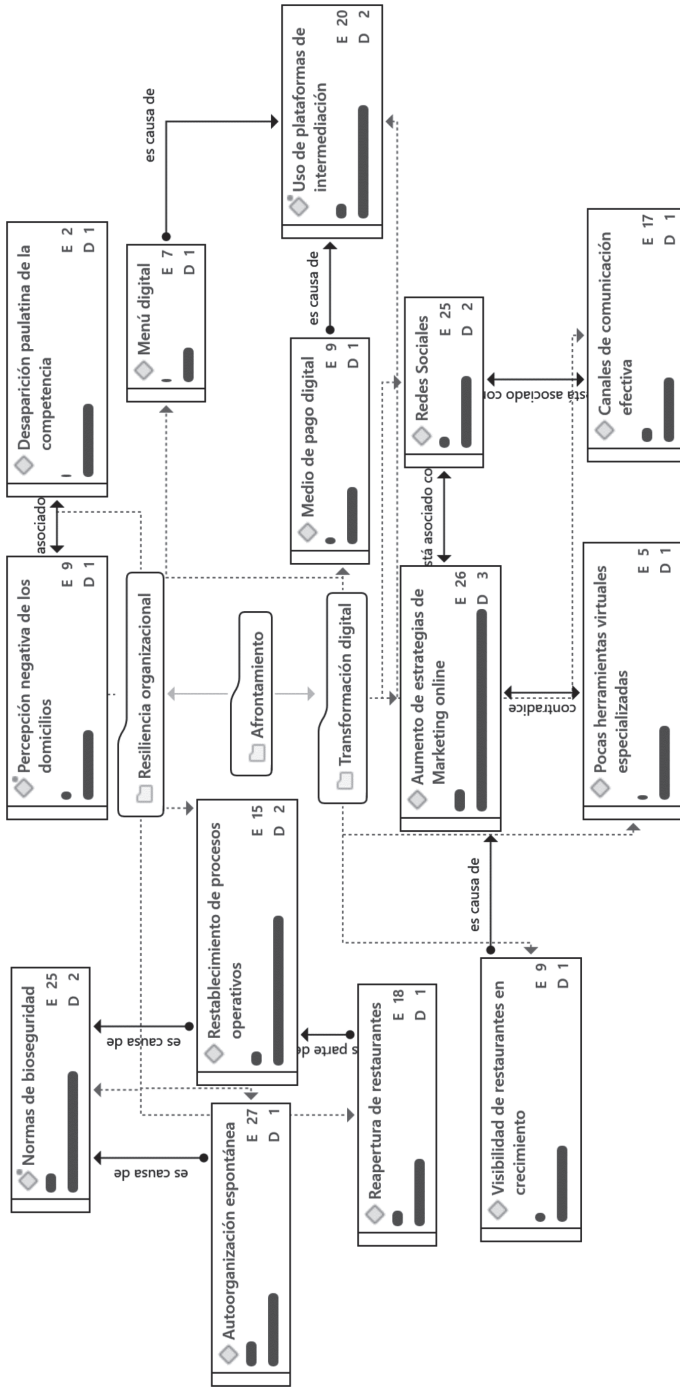 Normas de bioseguridad
E 25
D 2
Percepción negativa de los
domicilios
E 9
D 1
asociado
Desaparición paulatina de la
competencia
E 2
D 1
es causa de
es causa de
Resiliencia organizacional
Menú digital
E 7
D 1
es causa de
Autoorganización espontánea
E 27
D 1
Restablecimiento de procesos
operativos
E 15
D 2
Afrontamiento
Uso de plataformas de
intermediación
E 20
D 2
es causa de
es parte de
Medio de pago digital
E 9
D 1
Transformación digital
Reapertura de restaurantes
E 18
D 1
Aumento de estrategias de
Marketing online
E 26
D 3
stá asociado co
Redes Sociales
E 25
D 2
es causa de
Visibilidad de restaurantes en
crecimiento
E 9
D 1
contradice
stá asociado con
Pocas herramientas virtuales
especializadas
E 5
D 1
Canales de comunicación
efectiva
E 17
D 1